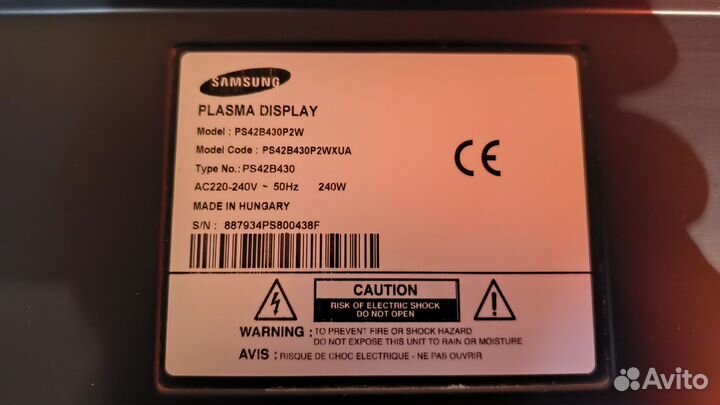 SAMSUNG
PLASMA DISPLAY
Model : PS42B430P2W
Model Code : PS42B430P2WXUA
Type No.: PS42B430
AC220-240V ~ 50Hz 240W
MADE IN HUNGARY
S/N : 887934PS800438F
CE
CAUTION
RISK OF ELECTRIC SHOCK
DO NOT OPEN
WARNING : TO PREVENT FIRE OR SHOCK HAZARD
DO NOT EXPOSE THIS UNIT TO RAIN OR MOISTURE
AVIS : RISQUE DE CHOC ELECTRIQUE - NE PAS OUVRIR
Avito